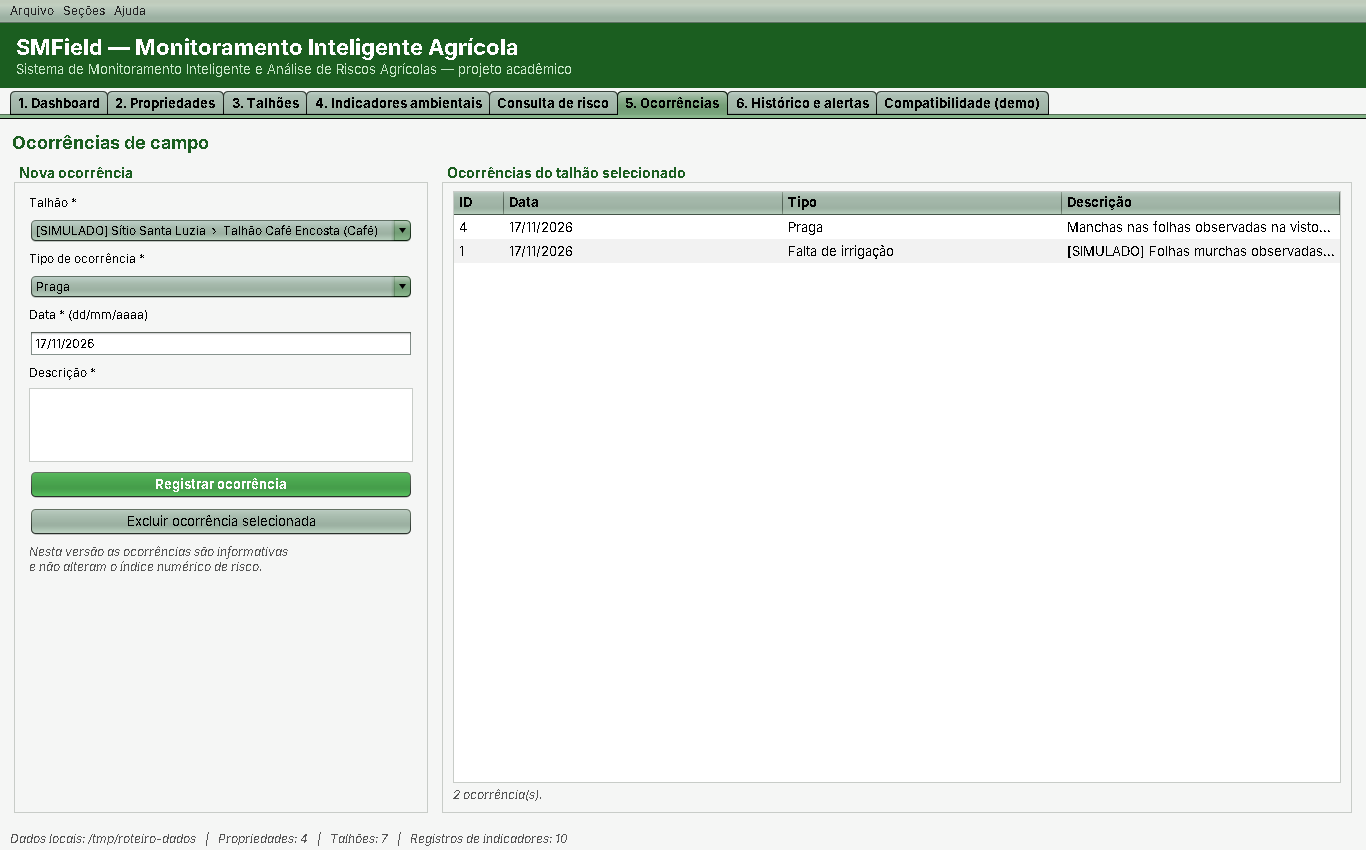 Arquivo Seções Ajuda
SMField — Monitoramento Inteligente Agrícola
Sistema de Monitoramento Inteligente e Análise de Riscos Agrícolas — projeto acadêmico
1. Dashboard 2. Propriedades 3. Talhões 4. Indicadores ambientais Consulta de risco 5. Ocorrências 6. Histórico e alertas Compatibilidade (demo)
Ocorrências de campo
Nova ocorrência
Talhão *
[SIMULADO] Sítio Santa Luzia › Talhão Café Encosta (Café)
Tipo de ocorrência *
Praga
Data * (dd/mm/aaaa)
17/11/2026
Descrição *
Registrar ocorrência
Excluir ocorrência selecionada
Nesta versão as ocorrências são informativas
e não alteram o índice numérico de risco.
Ocorrências do talhão selecionado
ID Data Tipo Descrição
4 17/11/2026 Praga Manchas nas folhas observadas na visto...
1 17/11/2026 Falta de irrigação [SIMULADO] Folhas murchas observadas...
2 ocorrência(s).
Dados locais: /tmp/roteiro-dados | Propriedades: 4 | Talhões: 7 | Registros de indicadores: 10